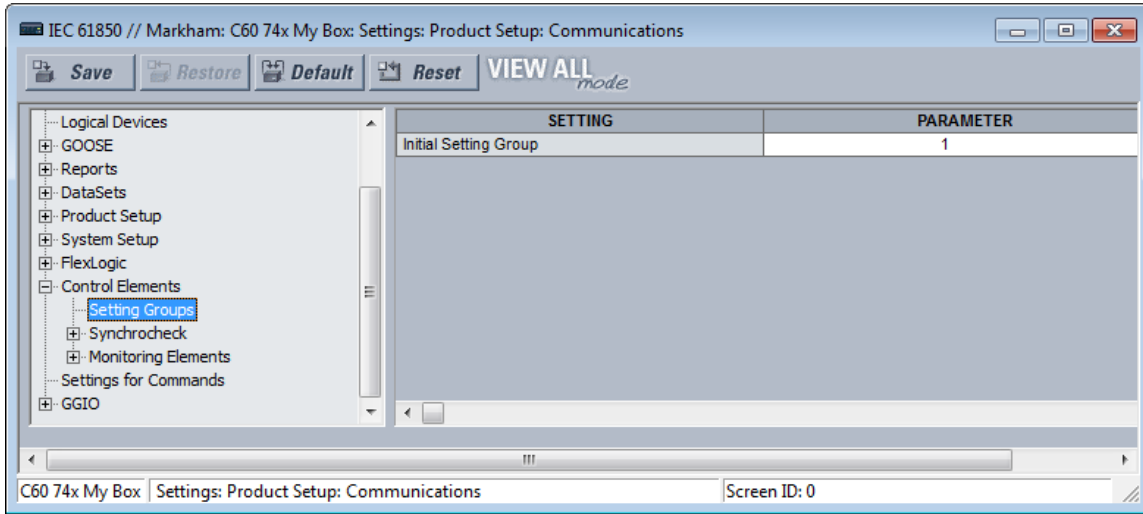 IEC 61850 // Markham: C60 74x My Box: Settings: Product Setup: Communications
Save Restore Default Reset VIEW ALL mode
Logical Devices
GOOSE
Reports
DataSets
Product Setup
System Setup
FlexLogic
Control Elements
Setting Groups
Synchrocheck
Monitoring Elements
Settings for Commands
GGIO
SETTING PARAMETER
Initial Setting Group 1
C60 74x My Box Settings: Product Setup: Communications Screen ID: 0